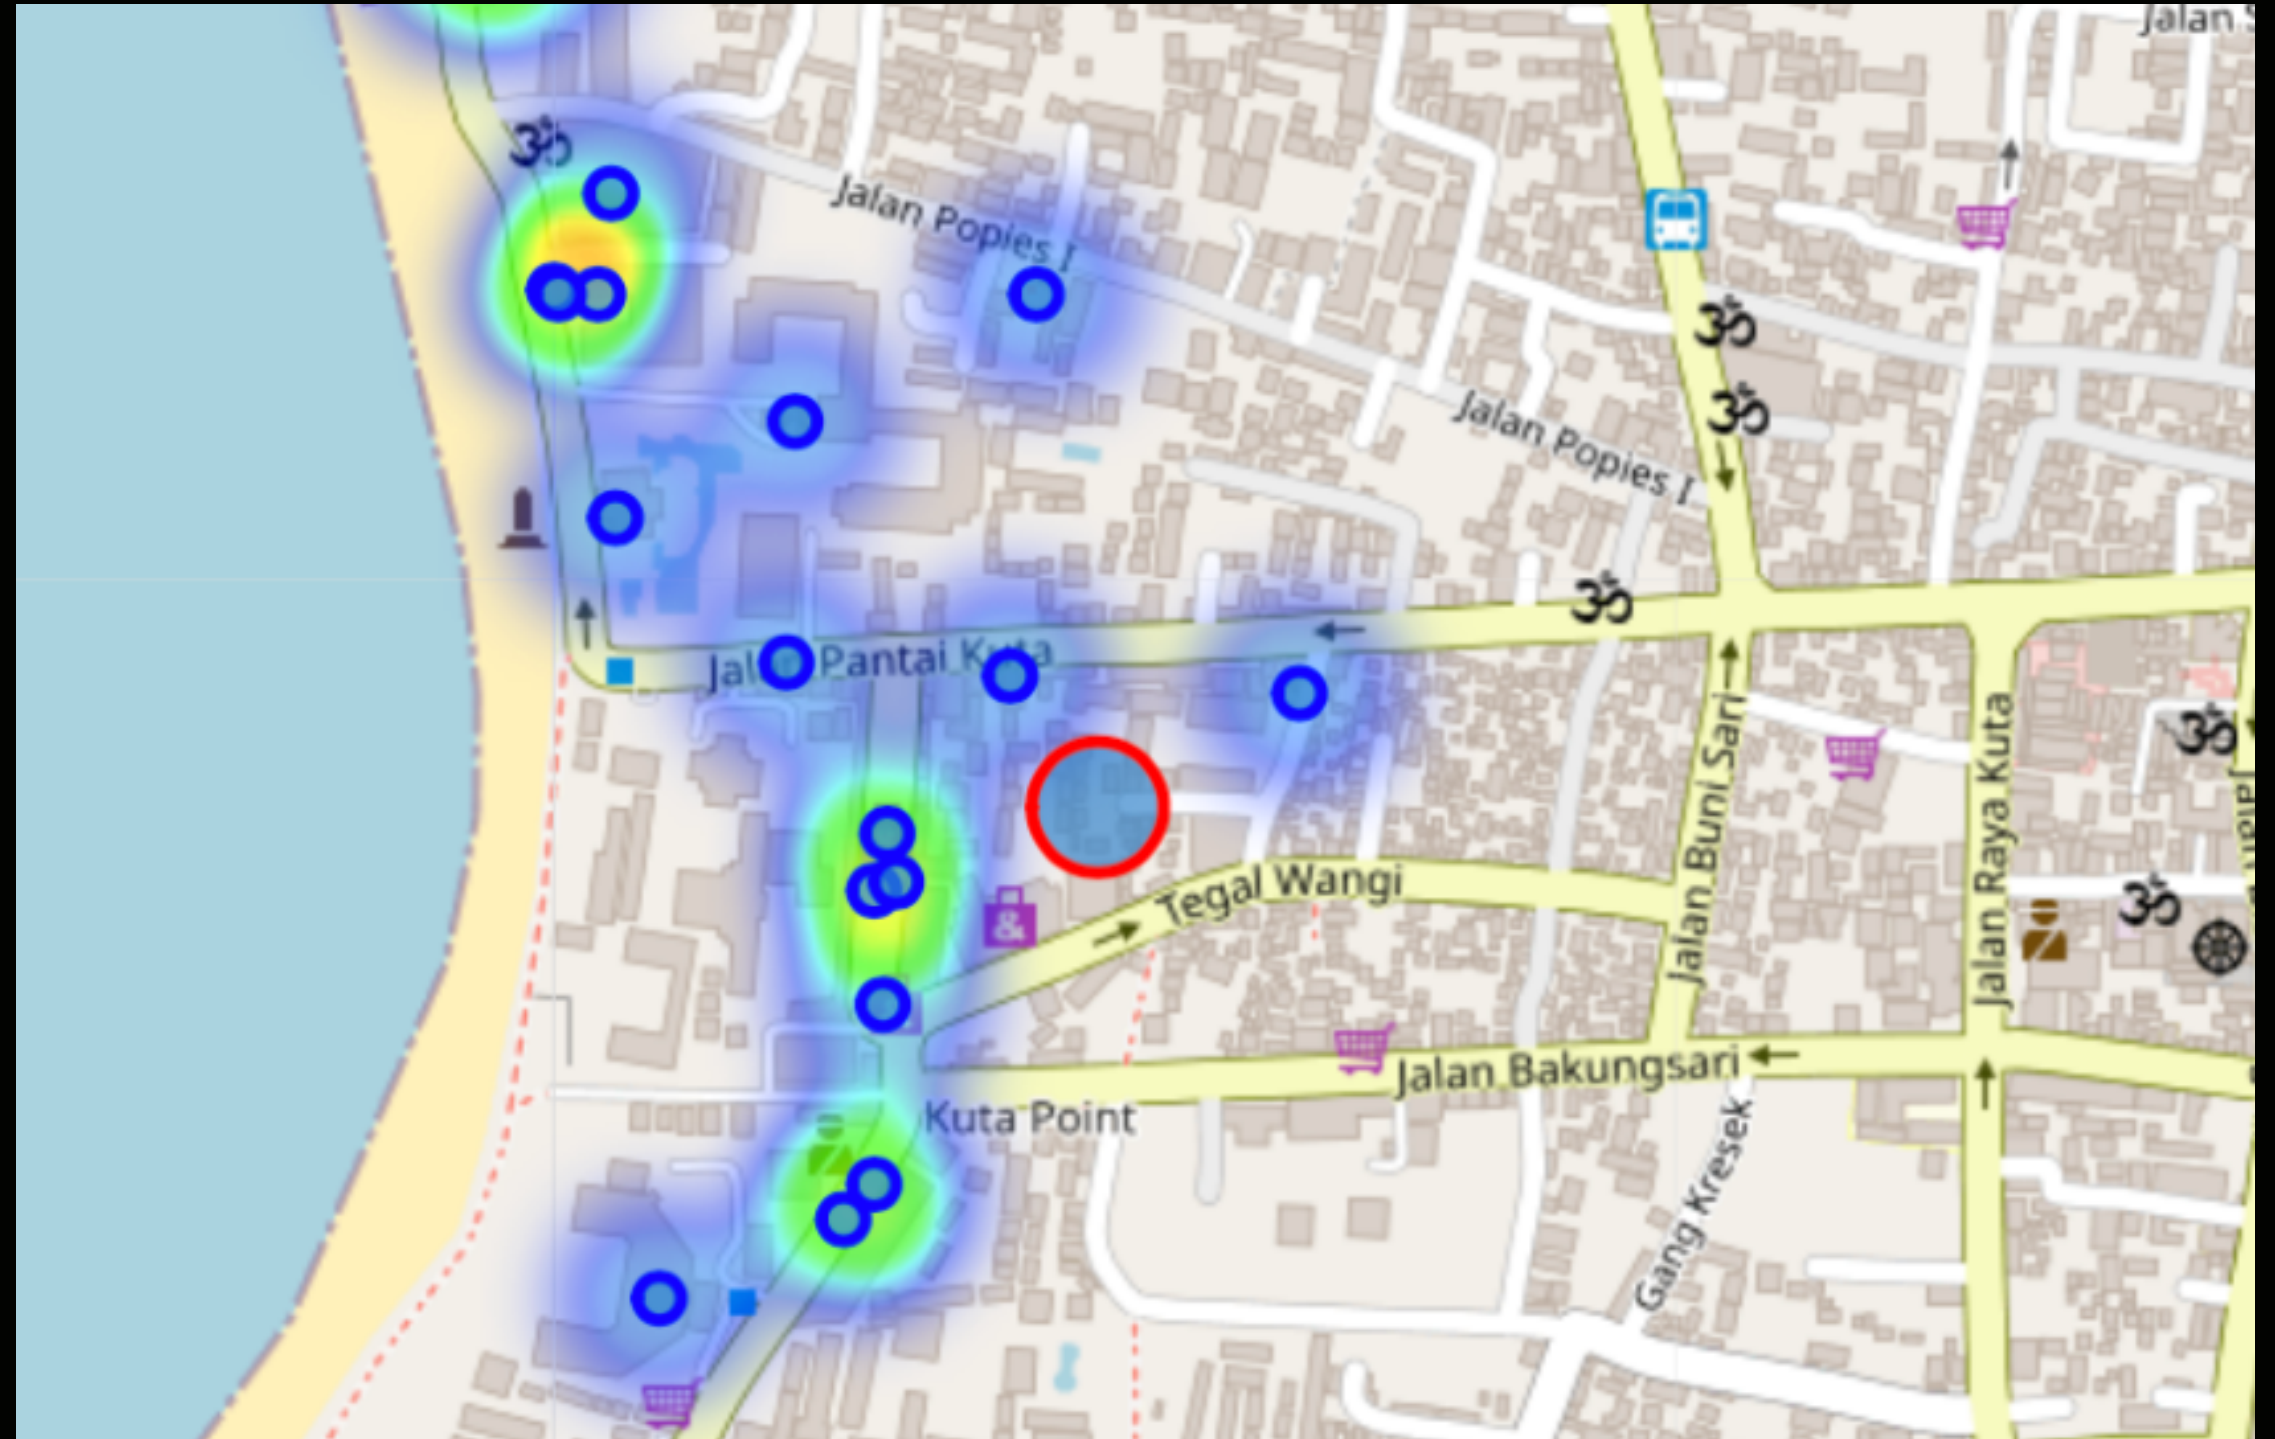 Jalan S
Jalan Popies I
Jalan Popies I
Jalan Pantai Kuta
Jalan Buni Sari
Jalan Raya Kuta
Tegal Wangi
&
Jalan Bakungsari
Kuta Point
Gang Kresek
ॐ
ॐ
ॐ
ॐ
ॐ
ॐ